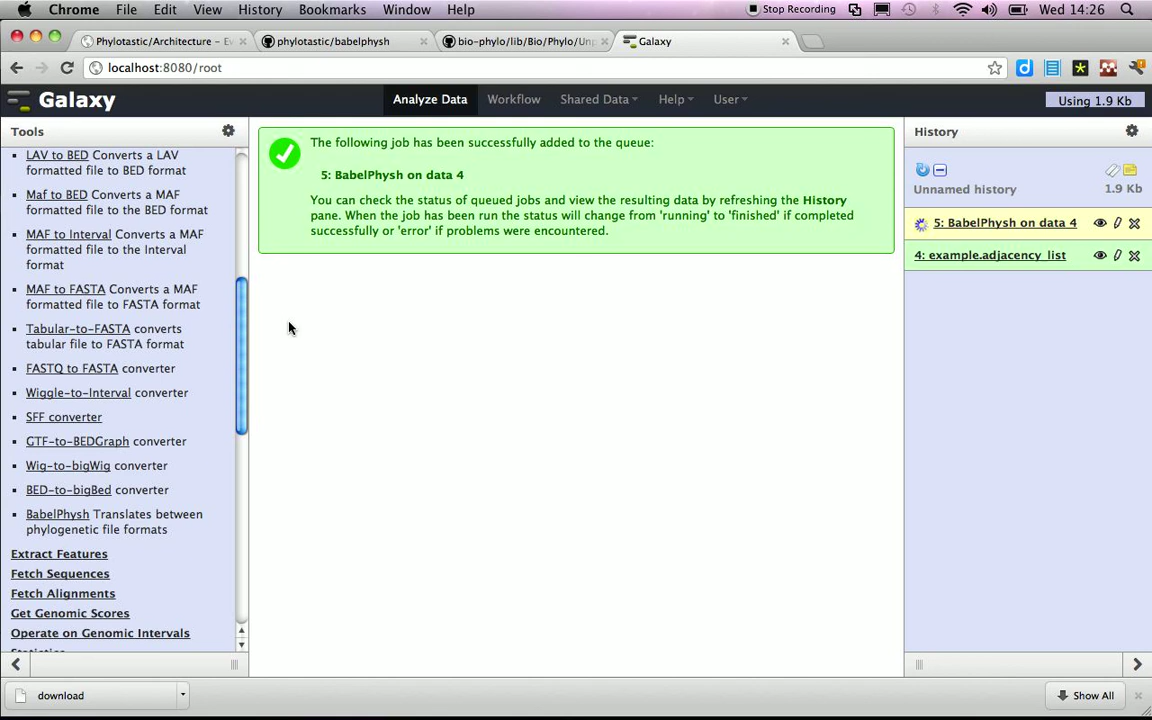 Chrome File Edit View History Bookmarks Window Help Stop Recording Wed 14:26
Phylotastic/Architecture – Ev × phylotastic/babelphysh × bio-phylo/lib/Bio/Phylo/Unp × Galaxy ×
localhost:8080/root
Galaxy Analyze Data Workflow Shared Data Help User Using 1.9 Kb
Tools
LAV to BED Converts a LAV
formatted file to BED format
Maf to BED Converts a MAF
formatted file to the BED format
MAF to Interval Converts a MAF
formatted file to the Interval
format
MAF to FASTA Converts a MAF
formatted file to FASTA format
Tabular-to-FASTA converts
tabular file to FASTA format
FASTQ to FASTA converter
Wiggle-to-Interval converter
SFF converter
GTF-to-BEDGraph converter
Wig-to-bigWig converter
BED-to-bigBed converter
BabelPhysh Translates between
phylogenetic file formats
Extract Features
Fetch Sequences
Fetch Alignments
Get Genomic Scores
Operate on Genomic Intervals
Statistics
The following job has been successfully added to the queue:
5: BabelPhysh on data 4
You can check the status of queued jobs and view the resulting data by refreshing the History
pane. When the job has been run the status will change from 'running' to 'finished' if completed
successfully or 'error' if problems were encountered.
History
Unnamed history 1.9 Kb
5: BabelPhysh on data 4
4: example.adjacency_list
download Show All